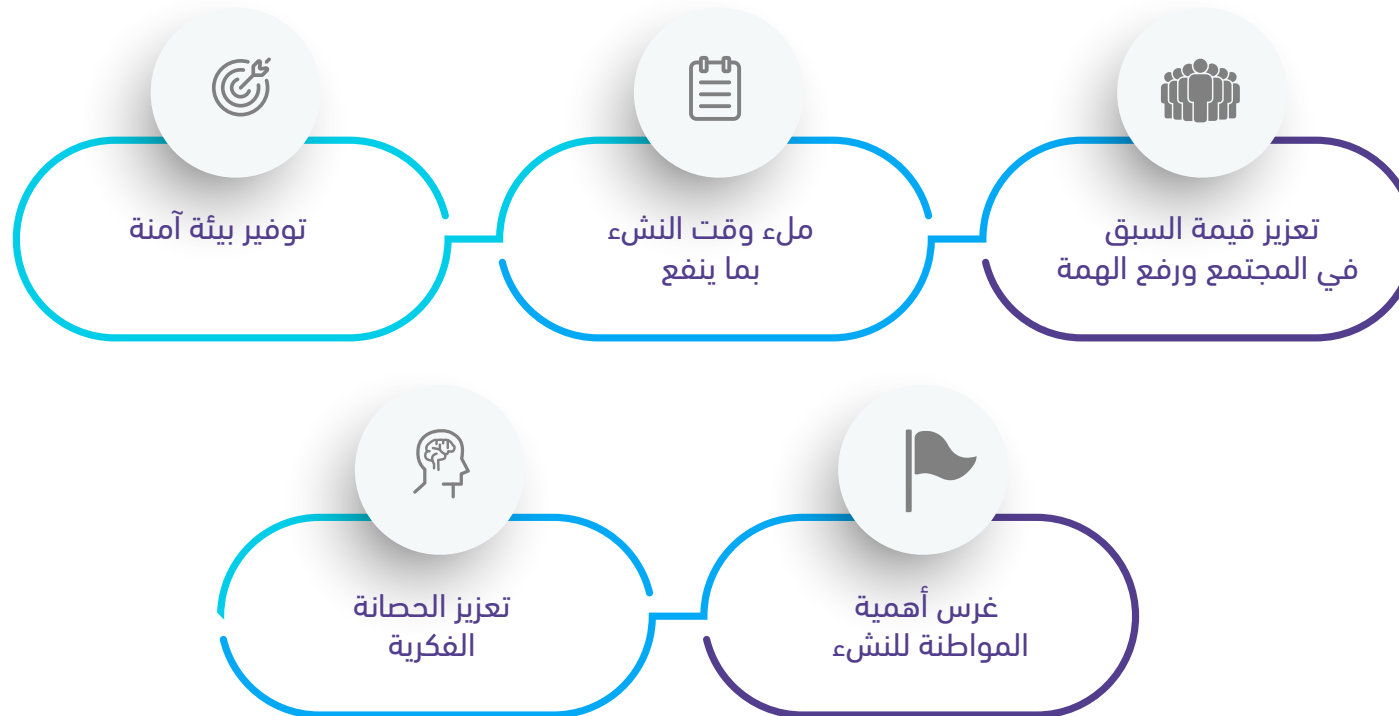 تعزيز قيمة السبق
في المجتمع ورفع الهمة
ملء وقت النشء
بما ينفع
توفير بيئة آمنة
غرس أهمية
المواطنة للنشء
تعزيز الحصانة
الفكرية